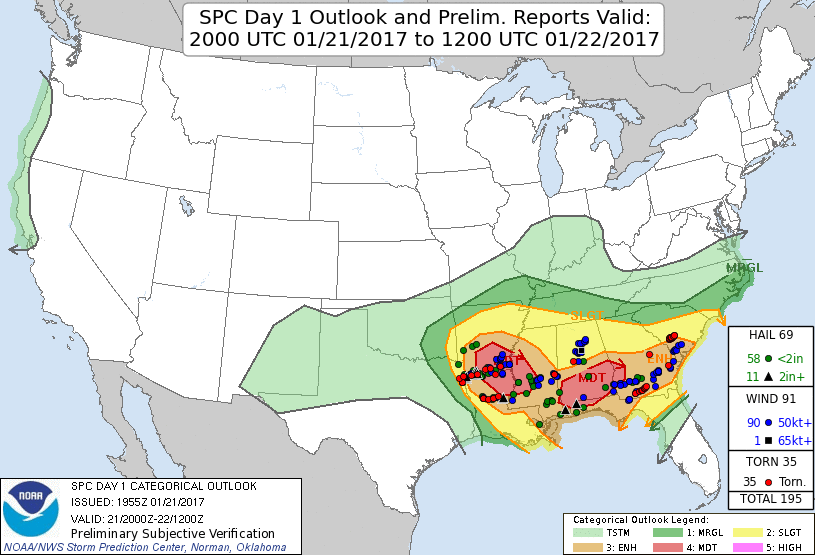 SPC Day 1 Outlook and Prelim. Reports Valid:
2000 UTC 01/21/2017 to 1200 UTC 01/22/2017
MRGL
SLGT
ENH
MDT
MDT
HAIL 69
58 <2in
11 2in+
WIND 91
90 50kt+
1 65kt+
TORN 35
35 Torn.
TOTAL 195
NOAA
SPC DAY 1 CATEGORICAL OUTLOOK
ISSUED: 1955Z 01/21/2017
VALID: 21/2000Z-22/1200Z
Preliminary Subjective Verification
NOAA/NWS Storm Prediction Center, Norman, Oklahoma
Categorical Outlook Legend:
TSTM 1: MRGL 2: SLGT
3: ENH 4: MDT 5: HIGH